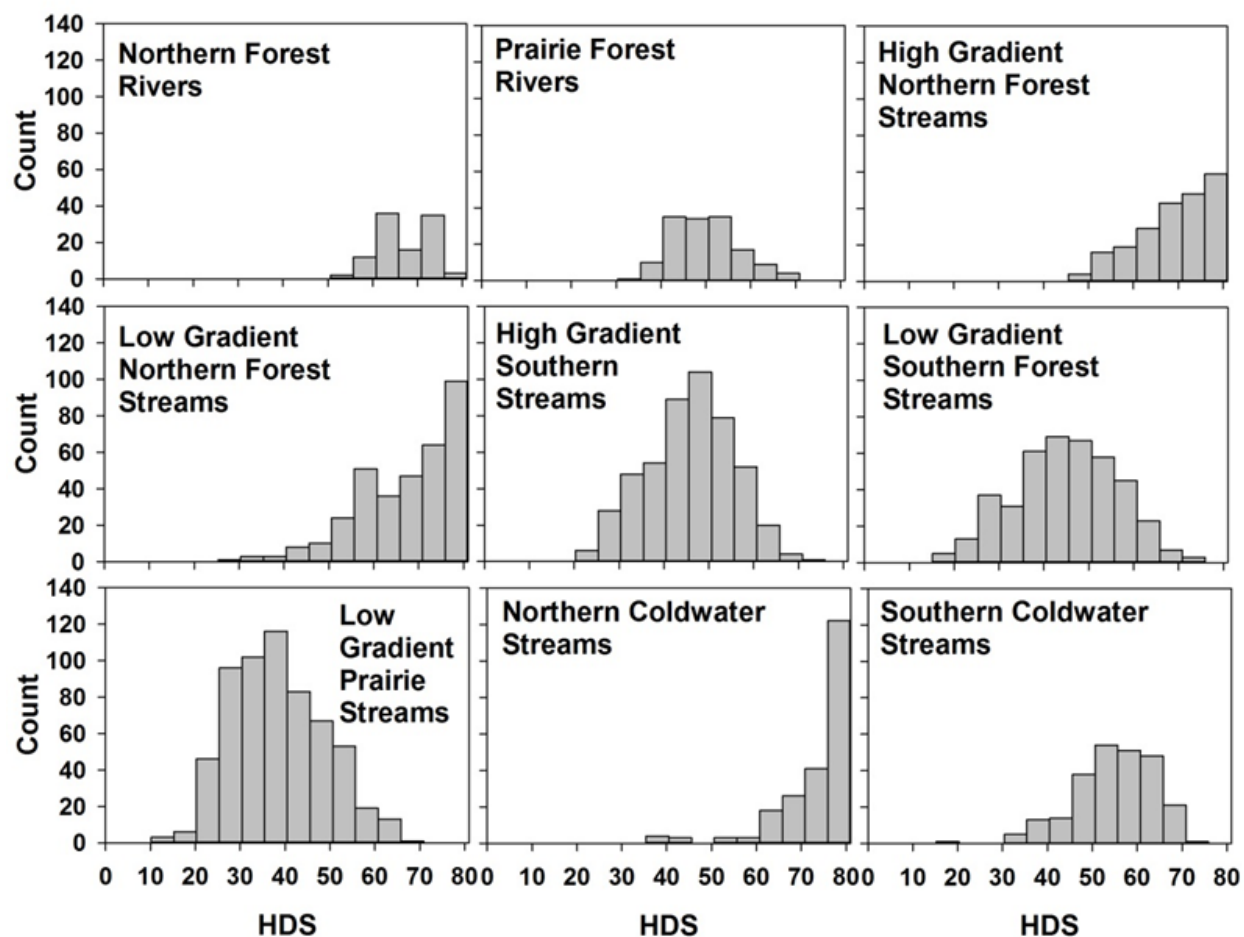 140
120
100
80
60
40
20
0
Count
Northern Forest
Rivers
Prairie Forest
Rivers
High Gradient
Northern Forest
Streams
140
120
100
80
60
40
20
0
Count
Low Gradient
Northern Forest
Streams
High Gradient
Southern
Streams
Low Gradient
Southern Forest
Streams
140
120
100
80
60
40
20
0
Count
Low
Gradient
Prairie
Streams
Northern Coldwater
Streams
Southern Coldwater
Streams
0 10 20 30 40 50 60 70 80
0 10 20 30 40 50 60 70 80
0 10 20 30 40 50 60 70 80
HDS
HDS
HDS